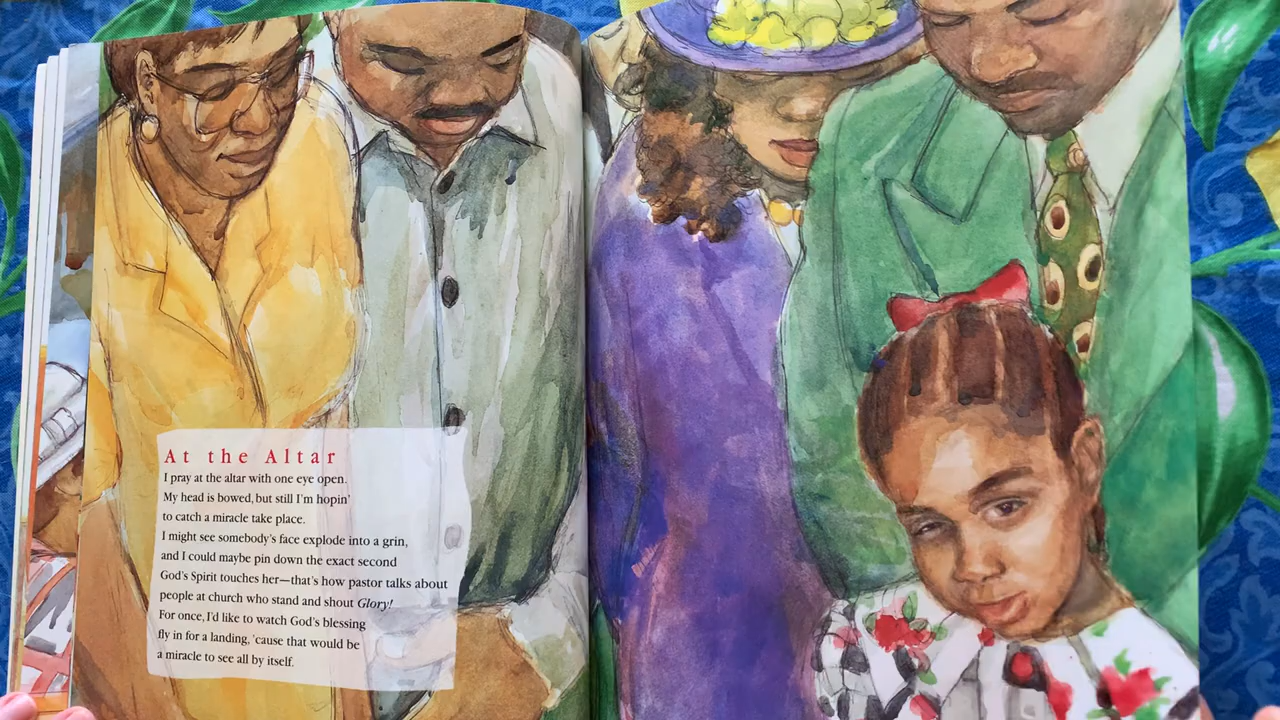 At the Altar
I pray at the altar with one eye open.
My head is bowed, but still I'm hopin'
to catch a miracle take place.
I might see somebody's face explode into a grin,
and I could maybe pin down the exact second
God's Spirit touches her—that's how pastor talks about
people at church who stand and shout Glory!
For once, I'd like to watch God's blessing
fly in for a landing, 'cause that would be
a miracle to see all by itself.